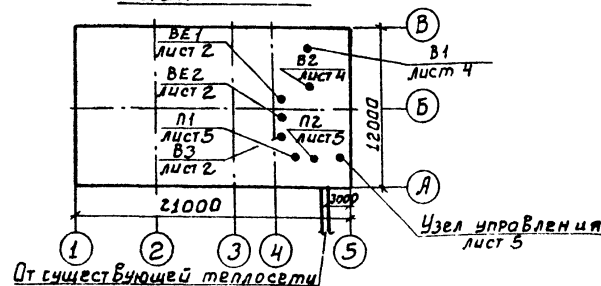 ВЕ1
лист 2
В2
лист 4
В1
лист 4
В
ВЕ2
лист 2
Б
П1
лист 5
В3
лист 2
П2
лист 5
12000
А
21000
3000
Узел управления
лист 5
1
2
3
4
5
От существующей теплосети